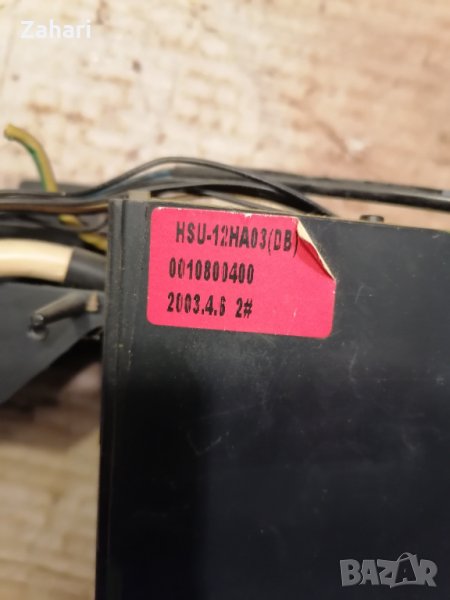 Zahari
HSU-12HA03(DB)
0010800400
2003.4.6 2#
BAZAR